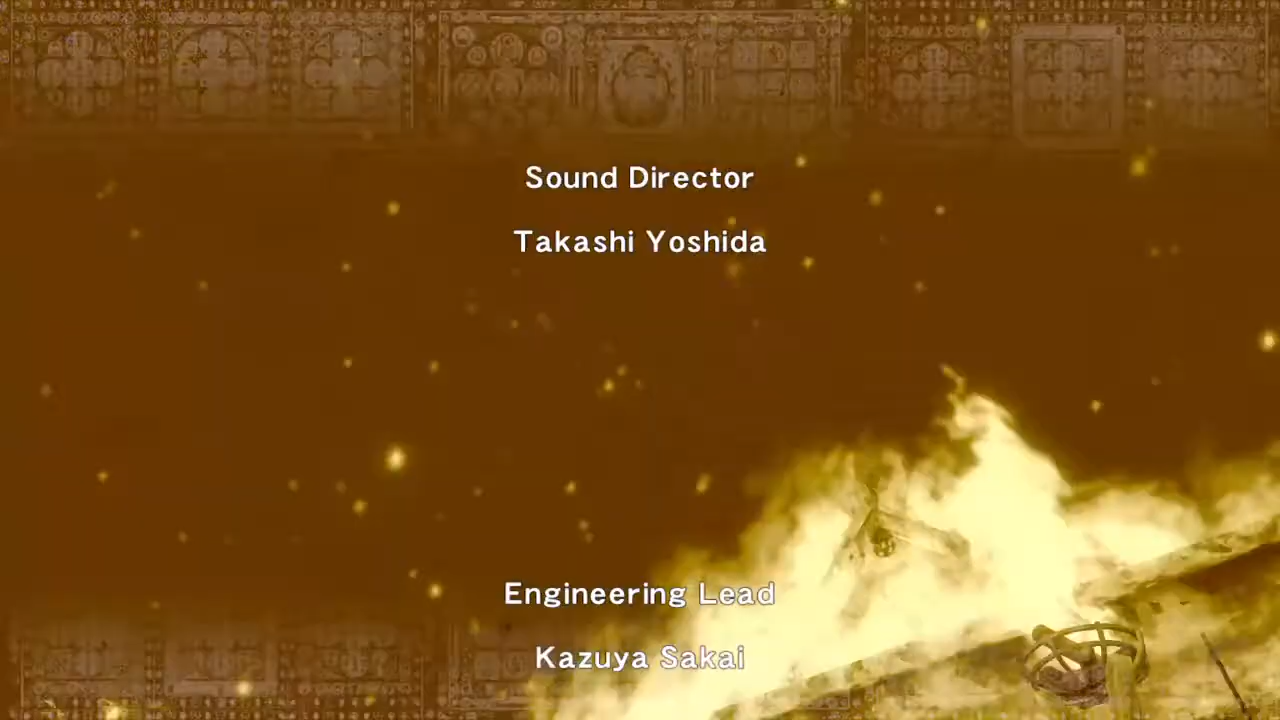 Sound Director
Takashi Yoshida
Engineering Lead
Kazuya Sakai